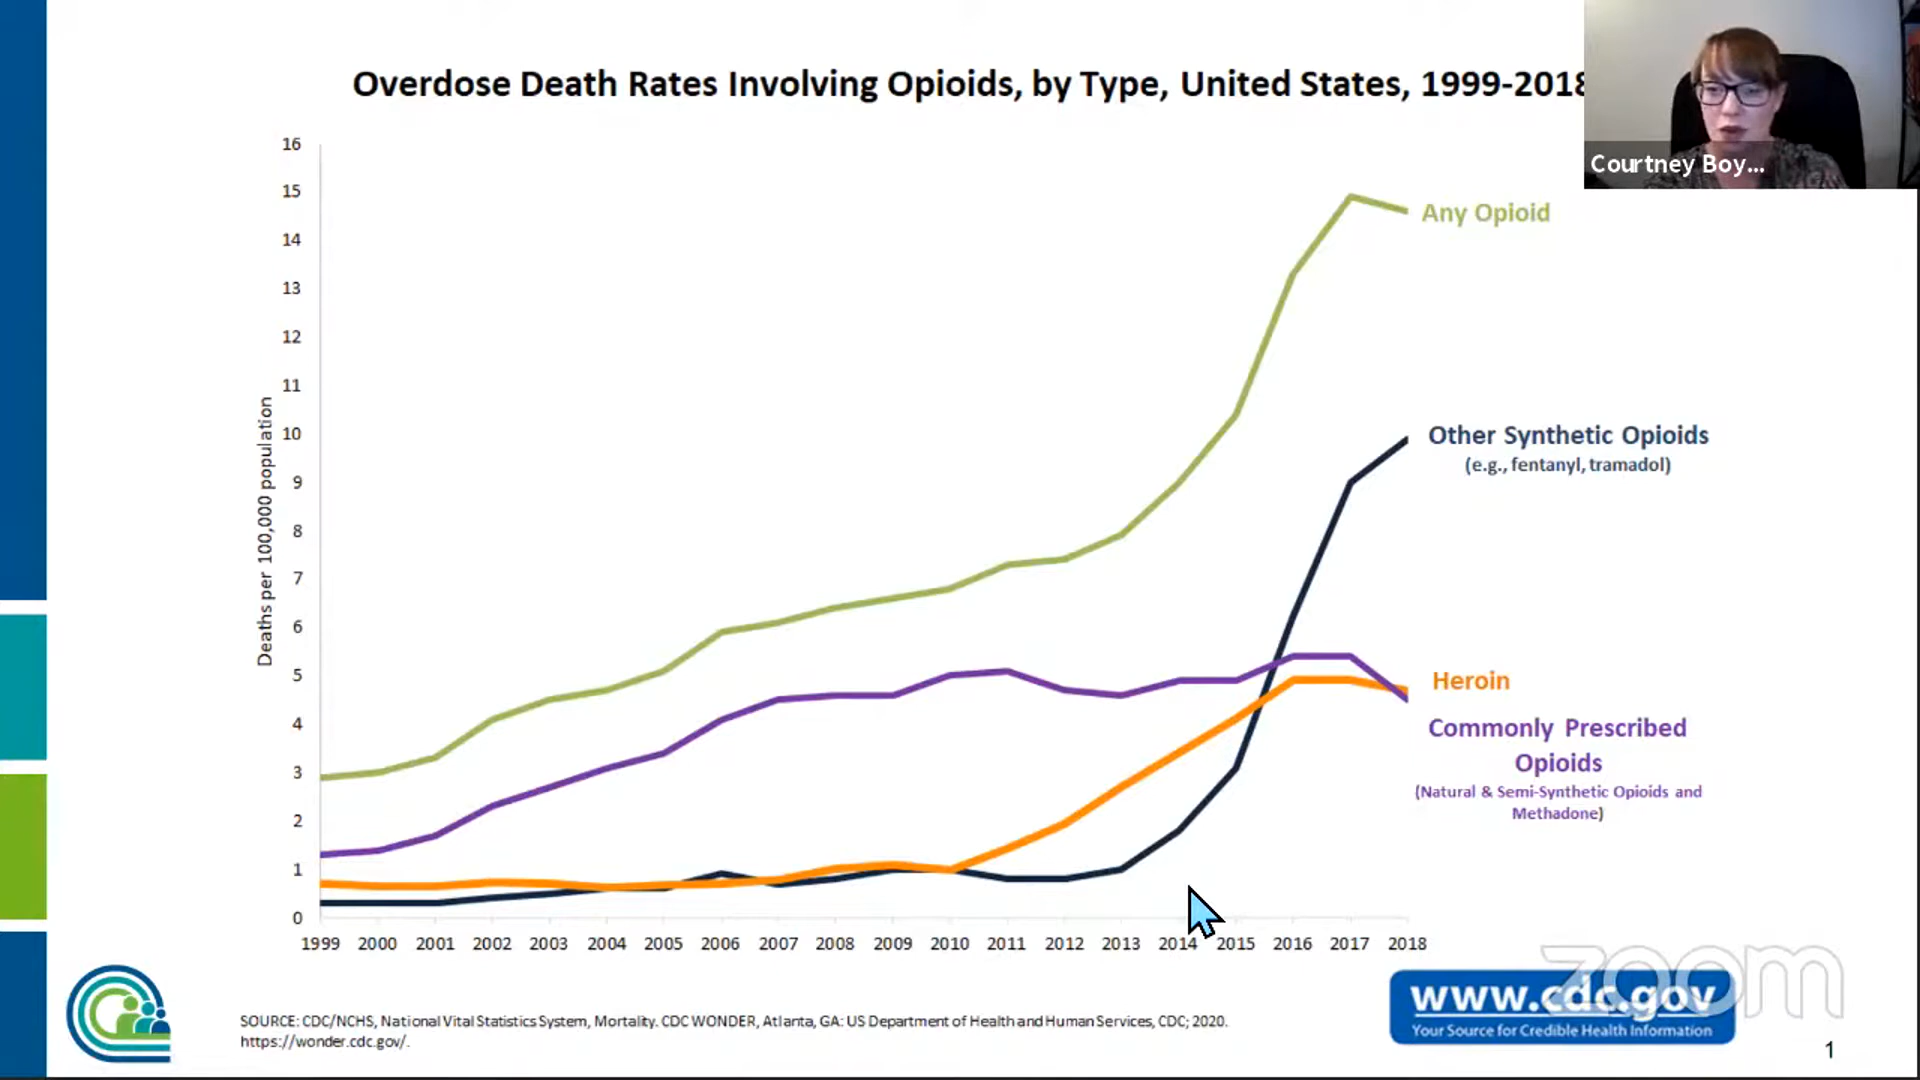 Overdose Death Rates Involving Opioids, by Type, United States, 1999-2018
Courtney Boy...
16
15
14
13
12
11
10
9
8
7
6
5
4
3
2
1
0
Deaths per 100,000 population
Any Opioid
Other Synthetic Opioids
(e.g., fentanyl, tramadol)
Heroin
Commonly Prescribed
Opioids
(Natural & Semi-Synthetic Opioids and
Methadone)
1999 2000 2001 2002 2003 2004 2005 2006 2007 2008 2009 2010 2011 2012 2013 2014 2015 2016 2017 2018
SOURCE: CDC/NCHS, National Vital Statistics System, Mortality. CDC WONDER, Atlanta, GA: US Department of Health and Human Services, CDC; 2020.
https://wonder.cdc.gov/.
www.cdc.gov
Your Source for Credible Health Information
zoom
1